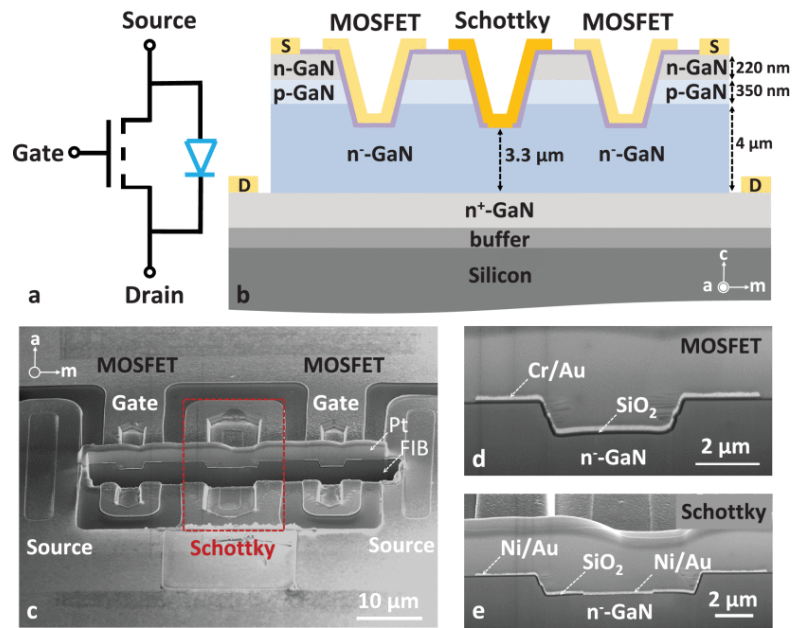 Source
Gate
Drain
a
MOSFET Schottky MOSFET
S S
n-GaN n-GaN 220 nm
p-GaN p-GaN 350 nm
n⁻-GaN 3.3 µm n⁻-GaN 4 µm
D D
n⁺-GaN
buffer
Silicon
b
c
a m
a
m
MOSFET MOSFET
Gate Gate
Pt
FIB
Source Source
Schottky
c 10 µm
MOSFET
Cr/Au
SiO₂
n⁻-GaN
d 2 µm
Schottky
Ni/Au SiO₂ Ni/Au
n⁻-GaN
e 2 µm